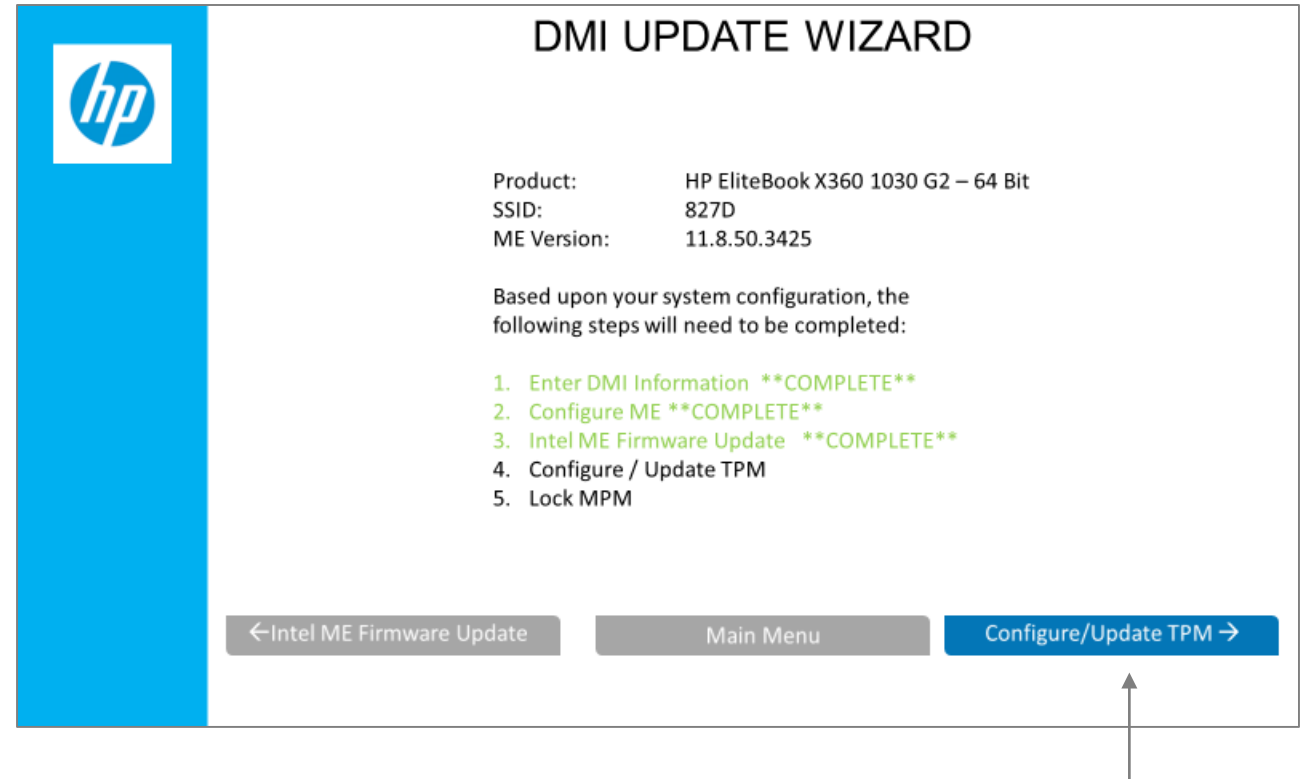 DMI UPDATE WIZARD
hp
Product: HP EliteBook X360 1030 G2 – 64 Bit
SSID: 827D
ME Version: 11.8.50.3425
Based upon your system configuration, the
following steps will need to be completed:
1. Enter DMI Information **COMPLETE**
2. Configure ME **COMPLETE**
3. Intel ME Firmware Update **COMPLETE**
4. Configure / Update TPM
5. Lock MPM
←Intel ME Firmware Update
Main Menu
Configure/Update TPM →